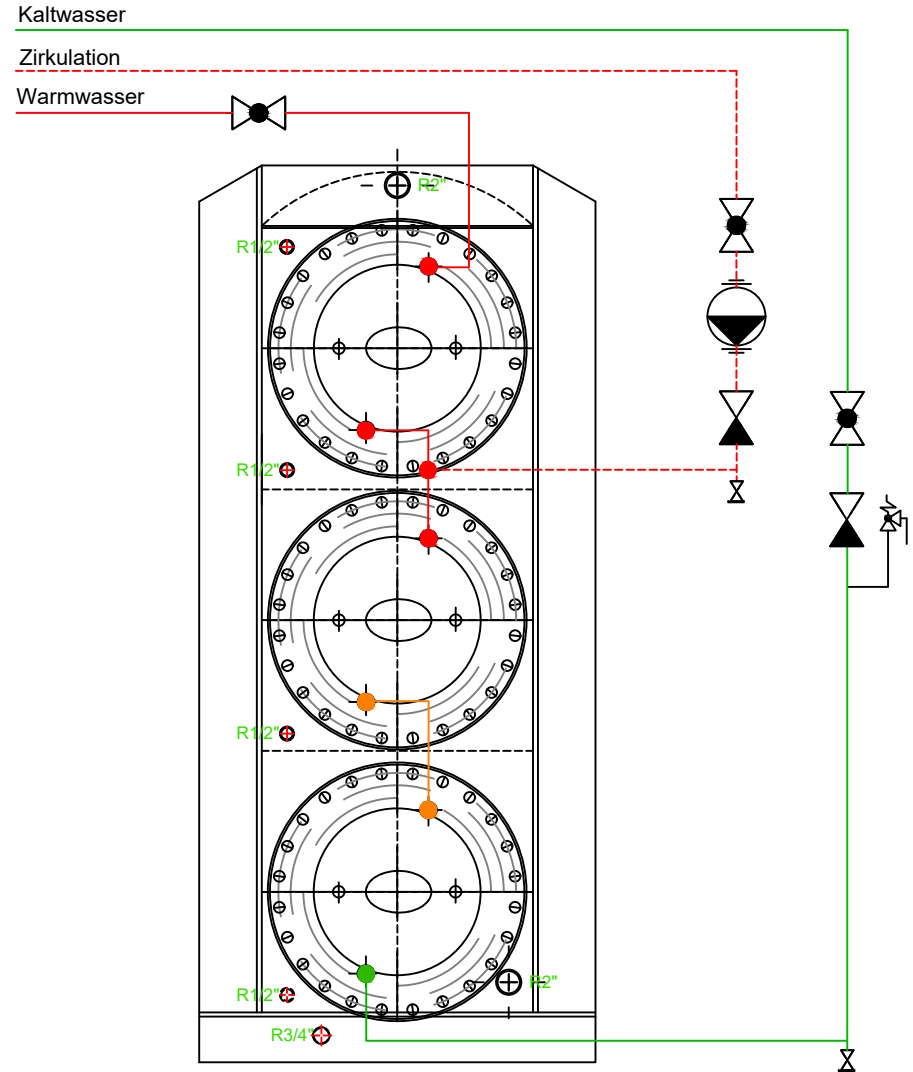 Kaltwasser
Zirkulation
Warmwasser
R2"
R1/2"
R1/2"
R1/2"
R2"
R1/2"
R3/4"